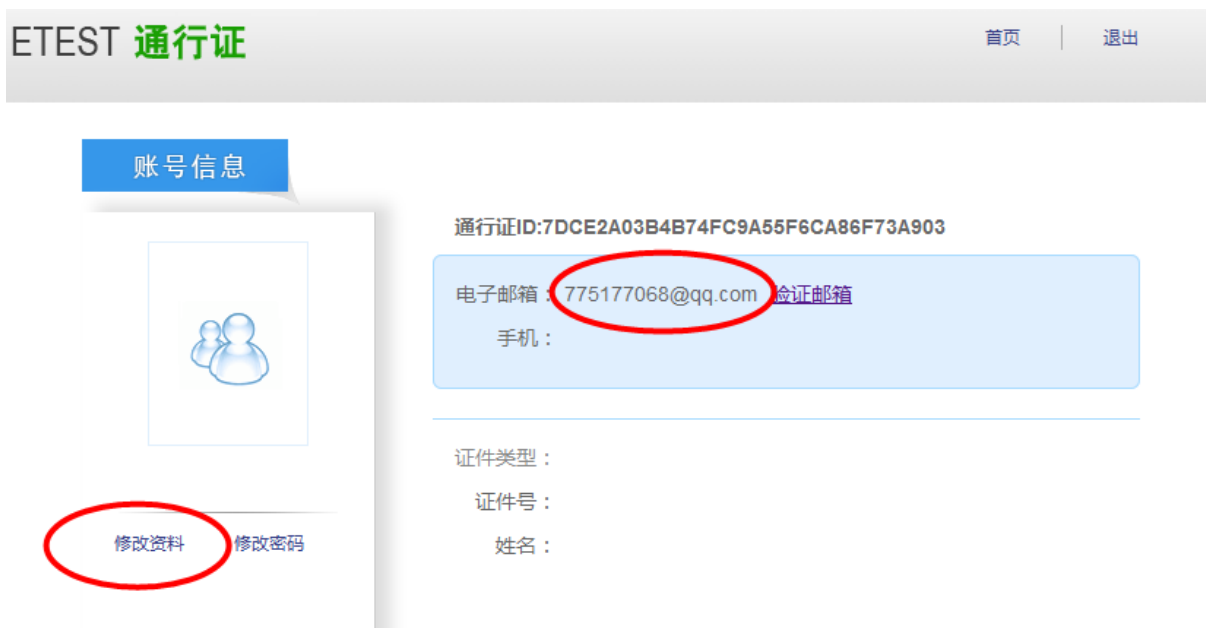 ETEST 通行证
首页
退出
账号信息
通行证ID:7DCE2A03B4B74FC9A55F6CA86F73A903
电子邮箱：775177068@qq.com 验证邮箱
手机：
证件类型：
证件号：
姓名：
修改资料 修改密码